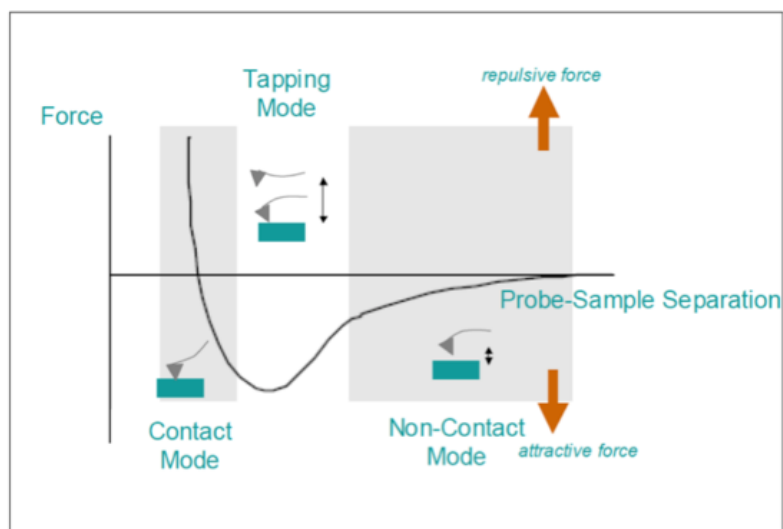 Tapping
Mode
repulsive force
Force
Probe-Sample Separation
Contact
Mode
Non-Contact
Mode
attractive force